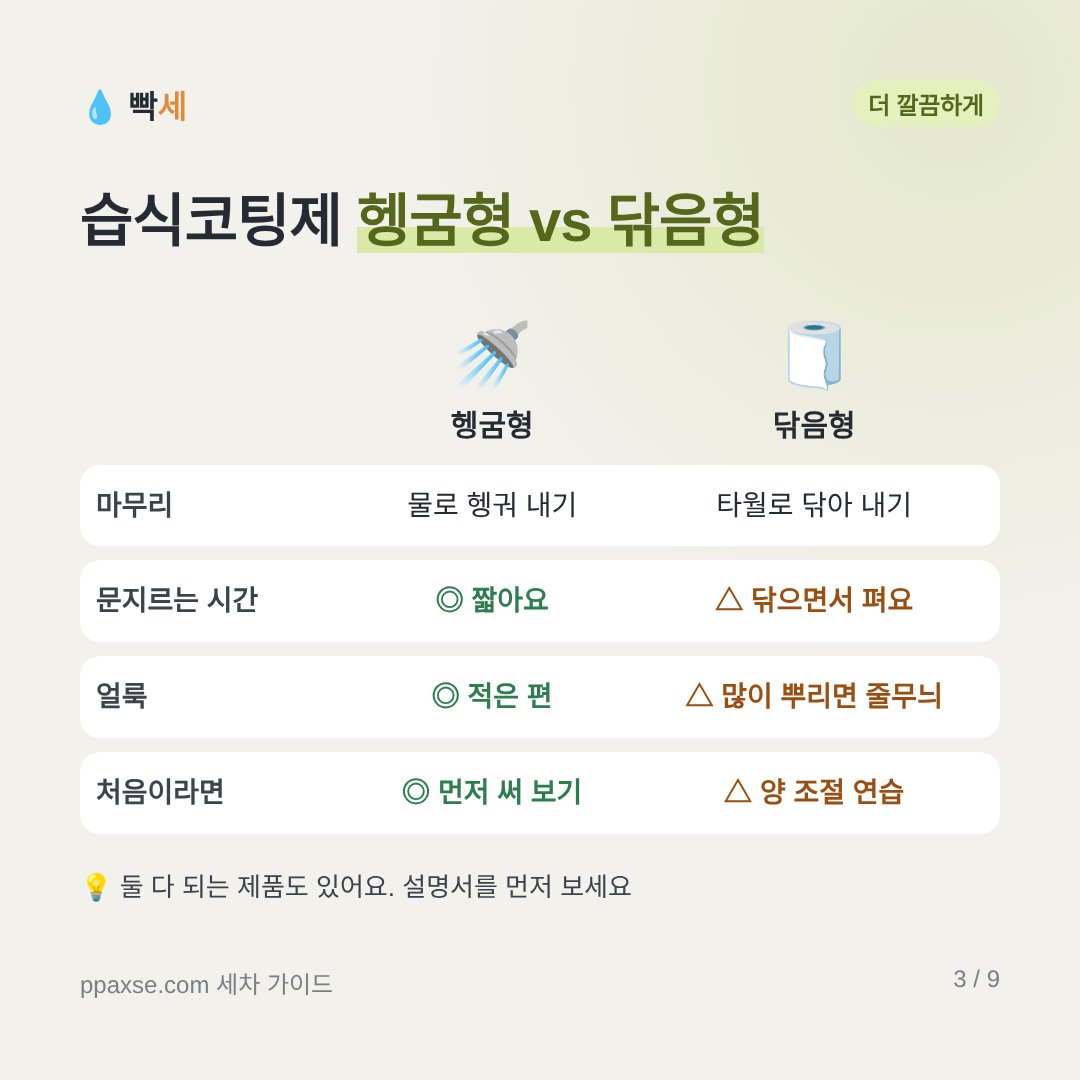 💧 빡세
더 깔끔하게
습식코팅제 헹굼형 vs 닦음형
헹굼형 닦음형
마무리 물로 헹궈 내기 타월로 닦아 내기
문지르는 시간 ◎ 짧아요 △ 닦으면서 펴요
얼룩 ◎ 적은 편 △ 많이 뿌리면 줄무늬
처음이라면 ◎ 먼저 써 보기 △ 양 조절 연습
💡 둘 다 되는 제품도 있어요. 설명서를 먼저 보세요
ppaxse.com 세차 가이드
3 / 9